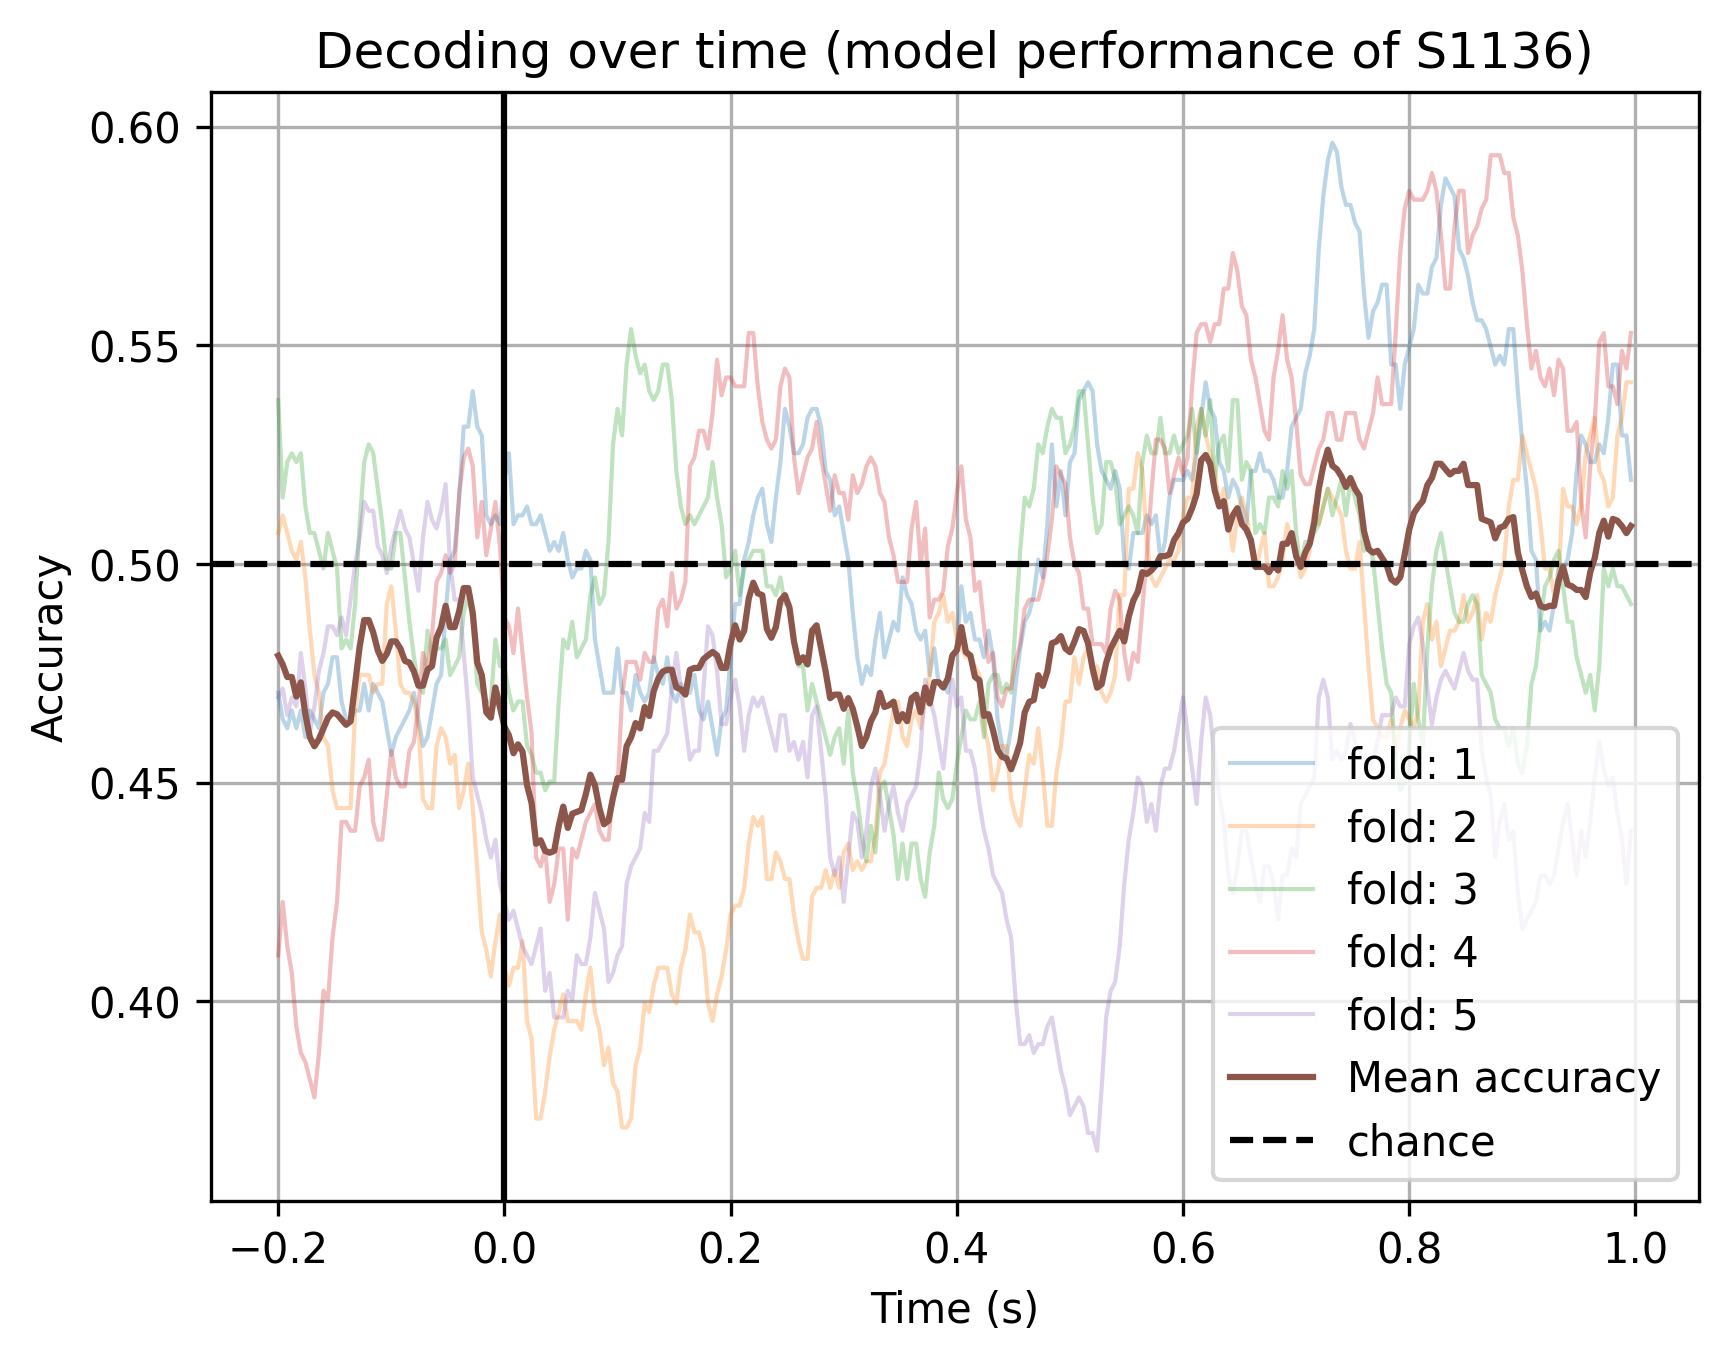 Decoding over time (model performance of S1136)
Accuracy
0.60
0.55
0.50
0.45
0.40
−0.2 0.0 0.2 0.4 0.6 0.8 1.0
Time (s)
fold: 1
fold: 2
fold: 3
fold: 4
fold: 5
Mean accuracy
chance